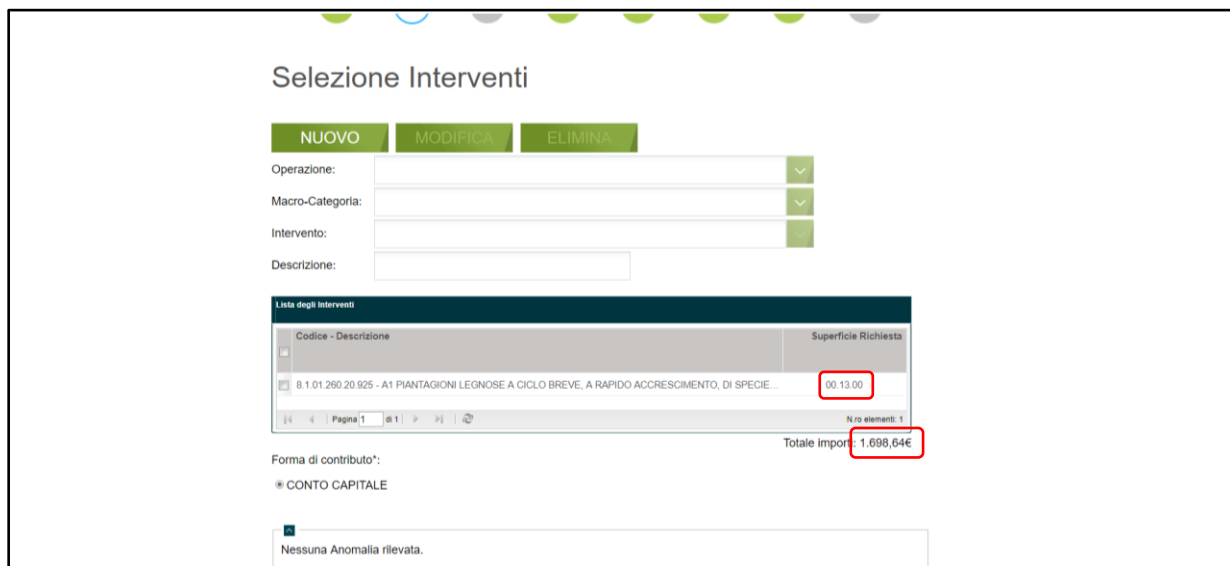 Selezione Interventi
NUOVO MODIFICA ELIMINA
Operazione:
Macro-Categoria:
Intervento:
Descrizione:
Lista degli Interventi
Codice - Descrizione Superficie Richiesta
8.1.01.260.20.925 - A1 PIANTAGIONI LEGNOSE A CICLO BREVE, A RAPIDO ACCRESCIMENTO, DI SPECIE... 00.13.00
Pagina 1 di 1 N.ro elementi: 1
Totale importi: 1.698,64€
Forma di contributo*:
CONTO CAPITALE
Nessuna Anomalia rilevata.